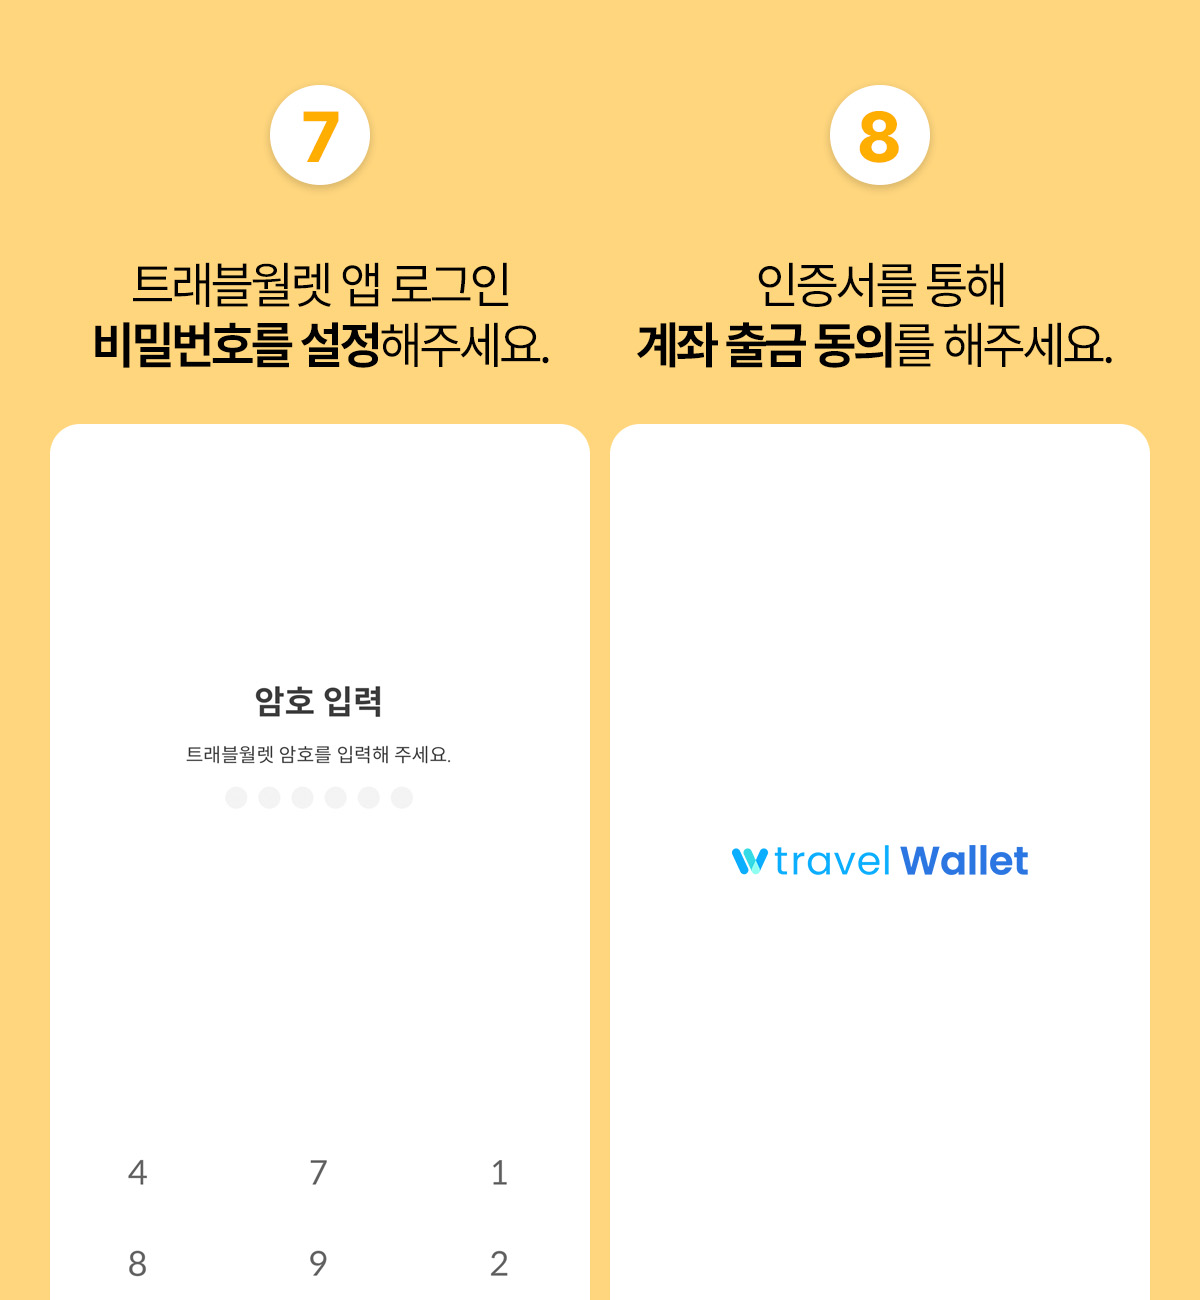 7
트래블월렛 앱 로그인
비밀번호를 설정해주세요.
암호 입력
트래블월렛 암호를 입력해 주세요.
4 7 1
8 9 2
8
인증서를 통해
계좌 출금 동의를 해주세요.
travel Wallet